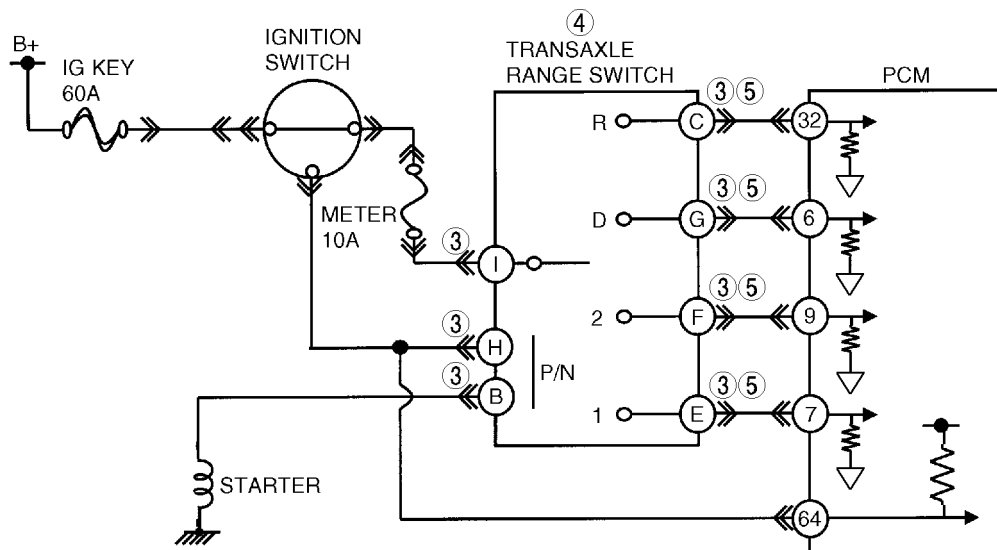 ④
B+
IGNITION
SWITCH
TRANSAXLE
RANGE SWITCH
PCM
IG KEY
60A
③⑤
R
C
32
③⑤
METER
10A
D
G
6
③
I
③⑤
2
F
9
③
H
P/N
③
B
③⑤
1
E
7
STARTER
64